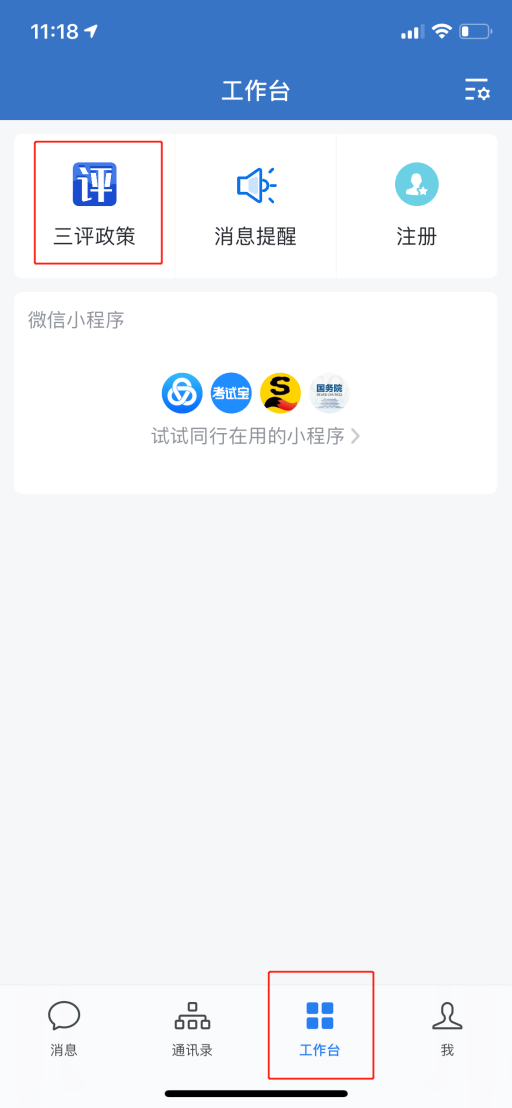 11:18
工作台
评
三评政策
消息提醒
注册
微信小程序
考试宝
S
国务院
试试同行在用的小程序
消息
通讯录
工作台
我